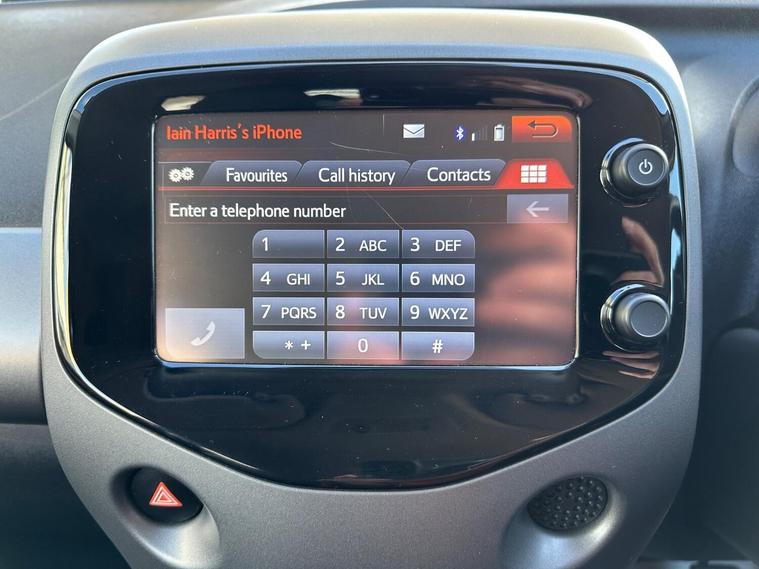 Iain Harris's iPhone
Favourites Call history Contacts
Enter a telephone number
1 2 ABC 3 DEF
4 GHI 5 JKL 6 MNO
7 PQRS 8 TUV 9 WXYZ
* + 0 #